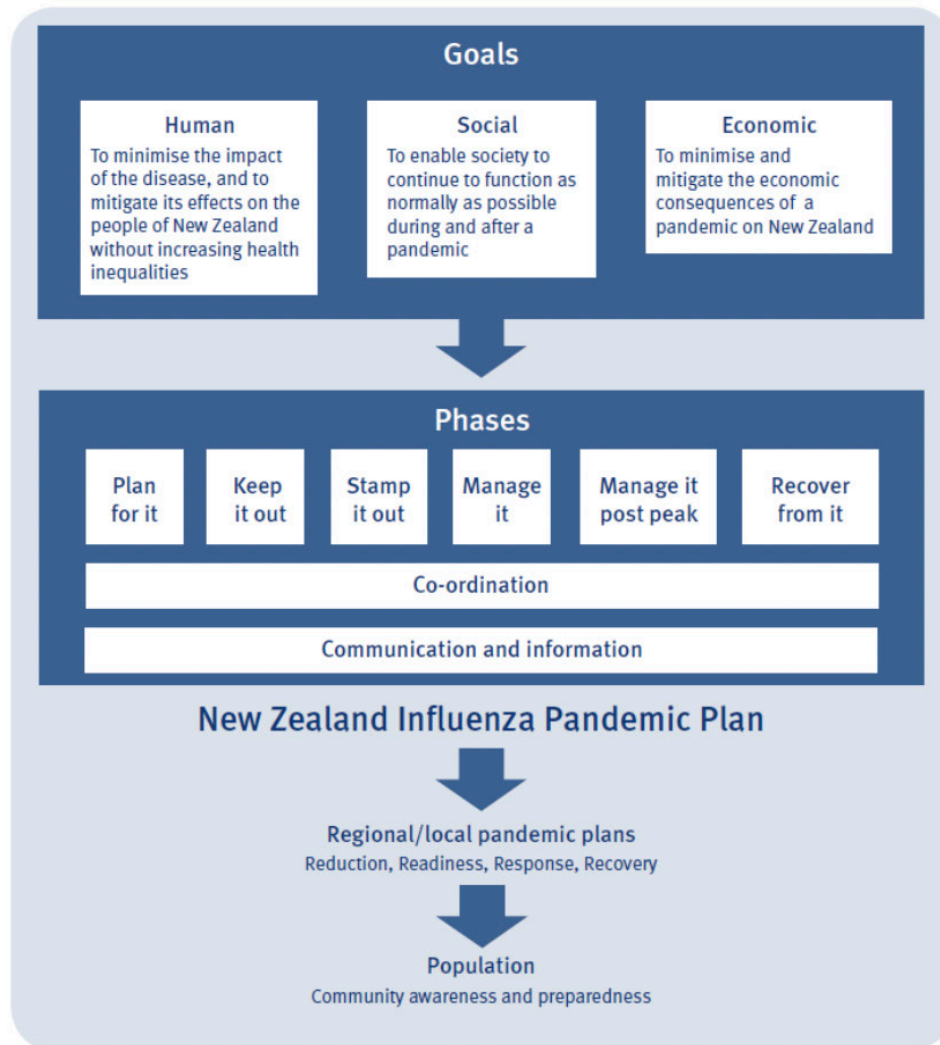 Goals
Human
To minimise the impact
of the disease, and to
mitigate its effects on the
people of New Zealand
without increasing health
inequalities
Social
To enable society to
continue to function as
normally as possible
during and after a
pandemic
Economic
To minimise and
mitigate the economic
consequences of a
pandemic on New Zealand
Phases
Plan
for it
Keep
it out
Stamp
it out
Manage
it
Manage it
post peak
Recover
from it
Co-ordination
Communication and information
New Zealand Influenza Pandemic Plan
Regional/local pandemic plans
Reduction, Readiness, Response, Recovery
Population
Community awareness and preparedness